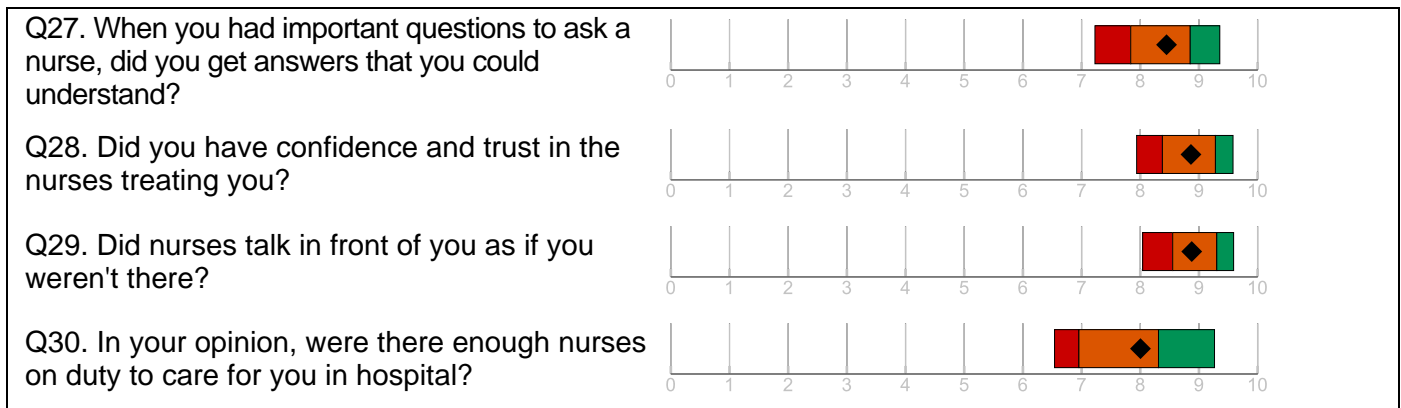 Q27. When you had important questions to ask a
nurse, did you get answers that you could
understand?
0 1 2 3 4 5 6 7 8 9 10
Q28. Did you have confidence and trust in the
nurses treating you?
0 1 2 3 4 5 6 7 8 9 10
Q29. Did nurses talk in front of you as if you
weren't there?
0 1 2 3 4 5 6 7 8 9 10
Q30. In your opinion, were there enough nurses
on duty to care for you in hospital?
0 1 2 3 4 5 6 7 8 9 10